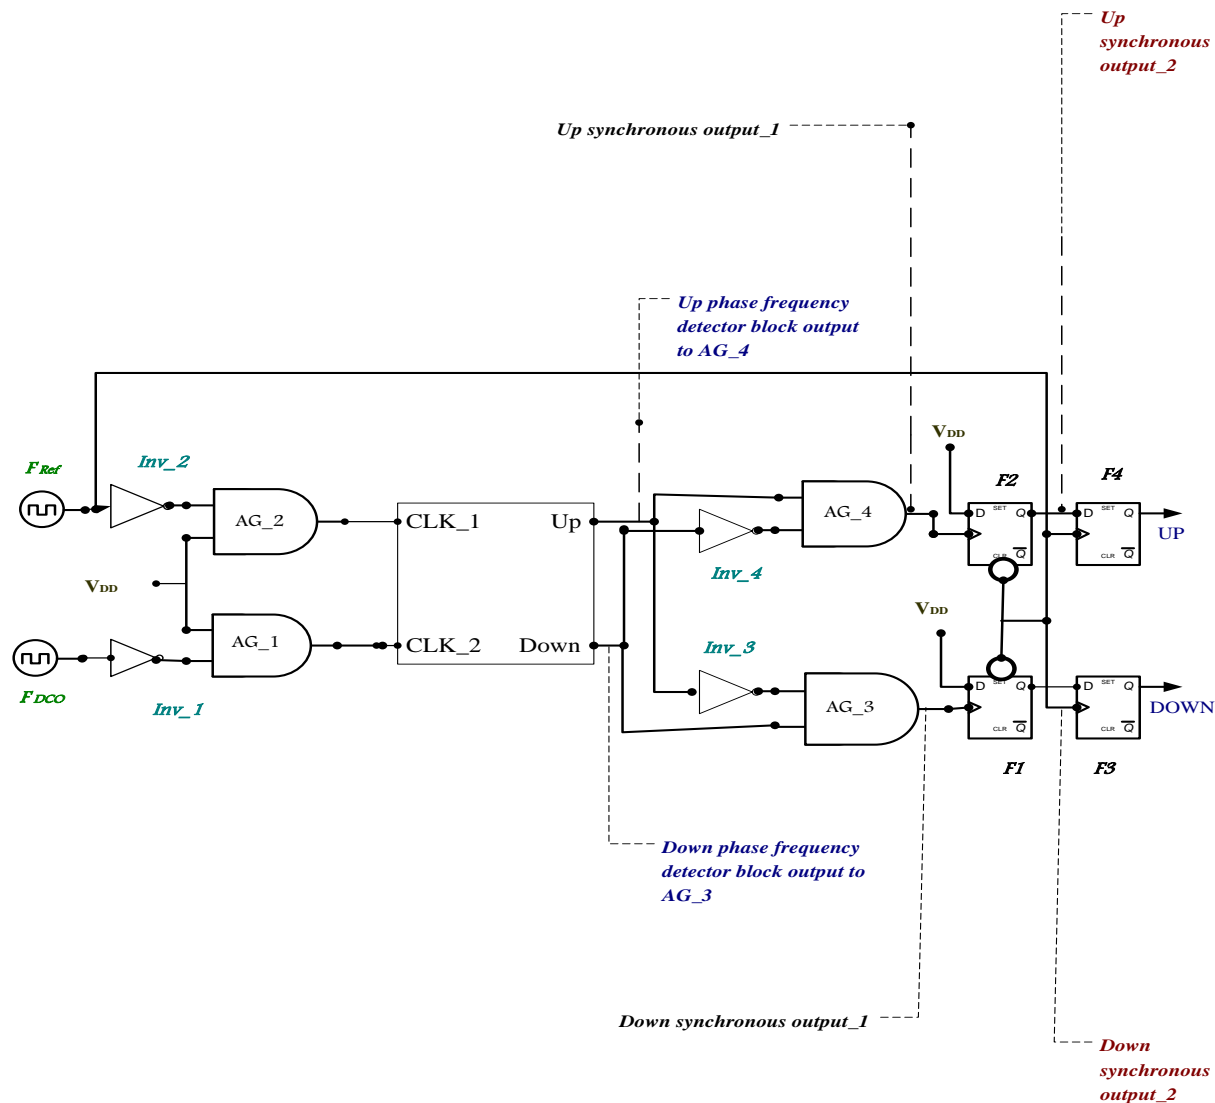 Up
synchronous
output_2
Up synchronous output_1
Up phase frequency
detector block output
to AG_4
VDD
F Ref
Inv_2
F2
F4
AG_2
CLK_1
Up
AG_4
D SET Q
CLR Q
D SET Q
CLR Q
UP
Inv_4
VDD
VDD
AG_1
CLK_2
Down
Inv_3
F DCO
Inv_1
AG_3
D SET Q
CLR Q
D SET Q
CLR Q
DOWN
F1
F3
Down phase frequency
detector block output to
AG_3
Down synchronous output_1
Down
synchronous
output_2